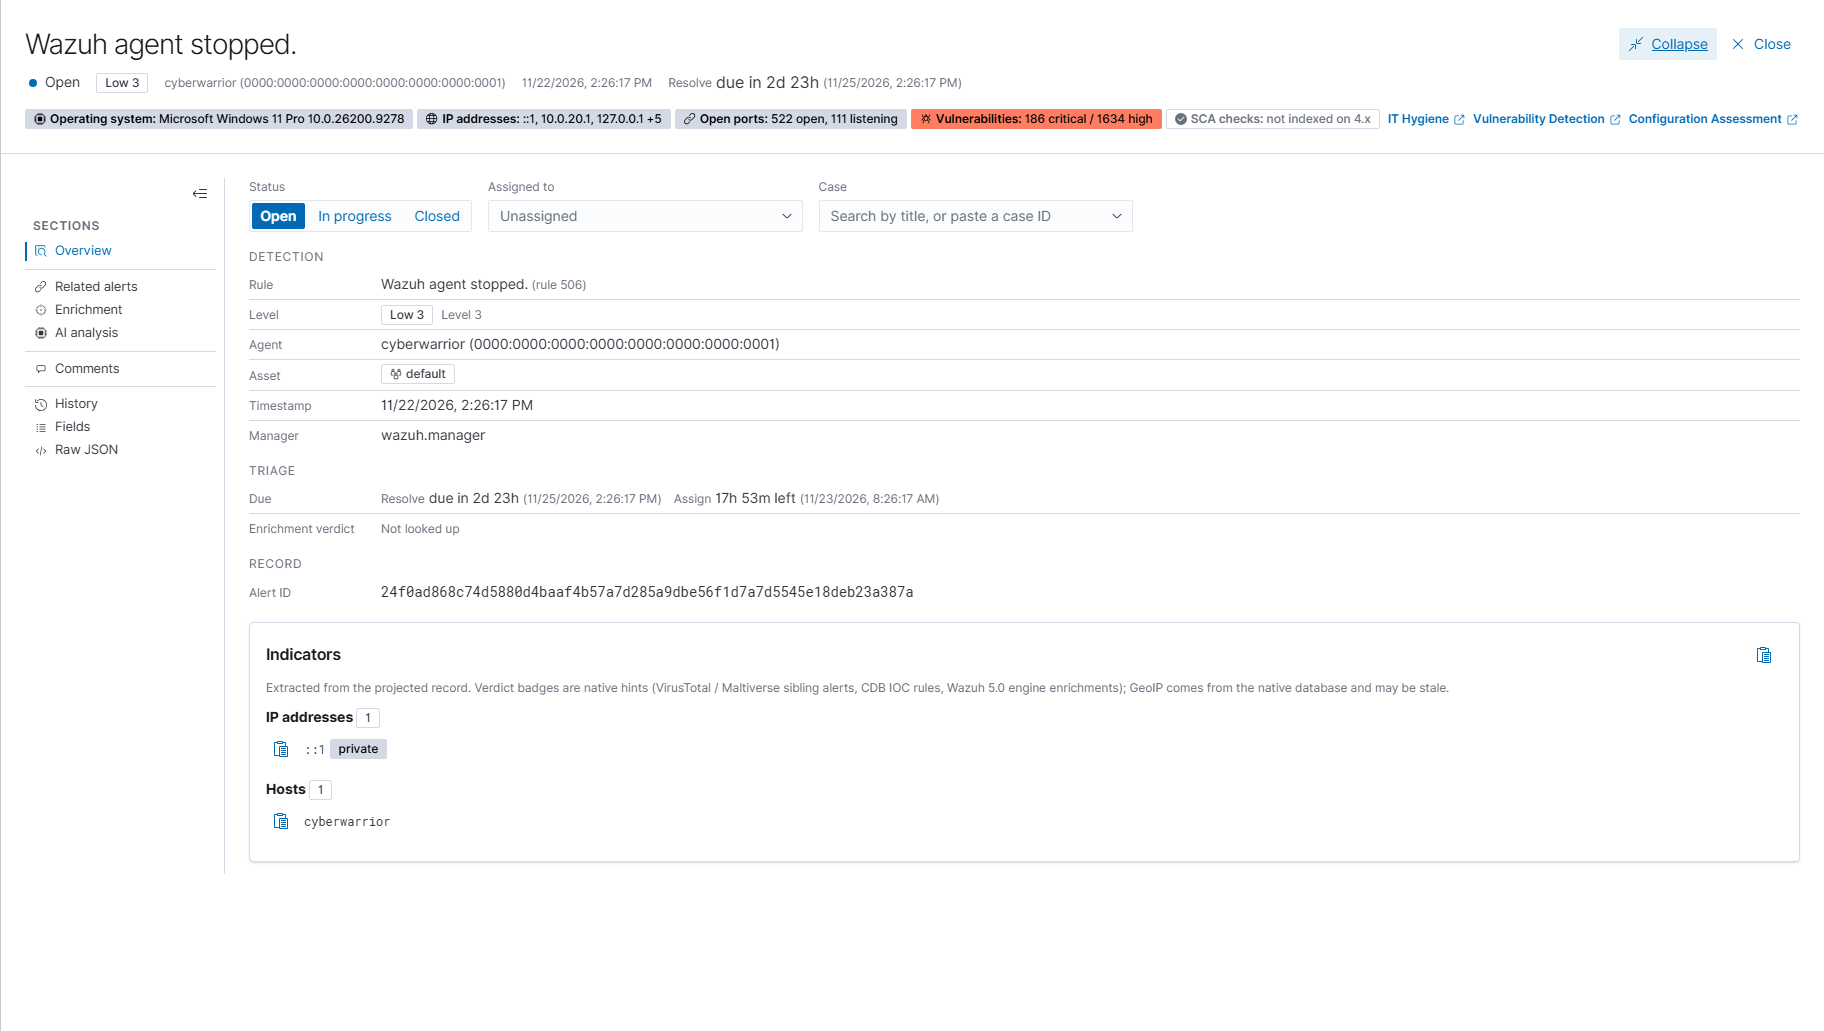 Wazuh agent stopped.
Collapse
Close
Open
Low 3
cyberwarrior (0000:0000:0000:0000:0000:0000:0000:0001)
11/22/2026, 2:26:17 PM
Resolve due in 2d 23h (11/25/2026, 2:26:17 PM)
Operating system: Microsoft Windows 11 Pro 10.0.26200.9278
IP addresses: ::1, 10.0.20.1, 127.0.0.1 +5
Open ports: 522 open, 111 listening
Vulnerabilities: 186 critical / 1634 high
SCA checks: not indexed on 4.x
IT Hygiene
Vulnerability Detection
Configuration Assessment
SECTIONS
Overview
Related alerts
Enrichment
AI analysis
Comments
History
Fields
Raw JSON
Status
Open
In progress
Closed
Assigned to
Unassigned
Case
Search by title, or paste a case ID
DETECTION
Rule
Wazuh agent stopped. (rule 506)
Level
Low 3 Level 3
Agent
cyberwarrior (0000:0000:0000:0000:0000:0000:0000:0001)
Asset
default
Timestamp
11/22/2026, 2:26:17 PM
Manager
wazuh.manager
TRIAGE
Due
Resolve due in 2d 23h (11/25/2026, 2:26:17 PM) Assign 17h 53m left (11/23/2026, 8:26:17 AM)
Enrichment verdict
Not looked up
RECORD
Alert ID
24f0ad868c74d5880d4baaf4b57a7d285a9dbe56f1d7a7d5545e18deb23a387a
Indicators
Extracted from the projected record. Verdict badges are native hints (VirusTotal / Maltiverse sibling alerts, CDB IOC rules, Wazuh 5.0 engine enrichments); GeoIP comes from the native database and may be stale.
IP addresses 1
::1 private
Hosts 1
cyberwarrior